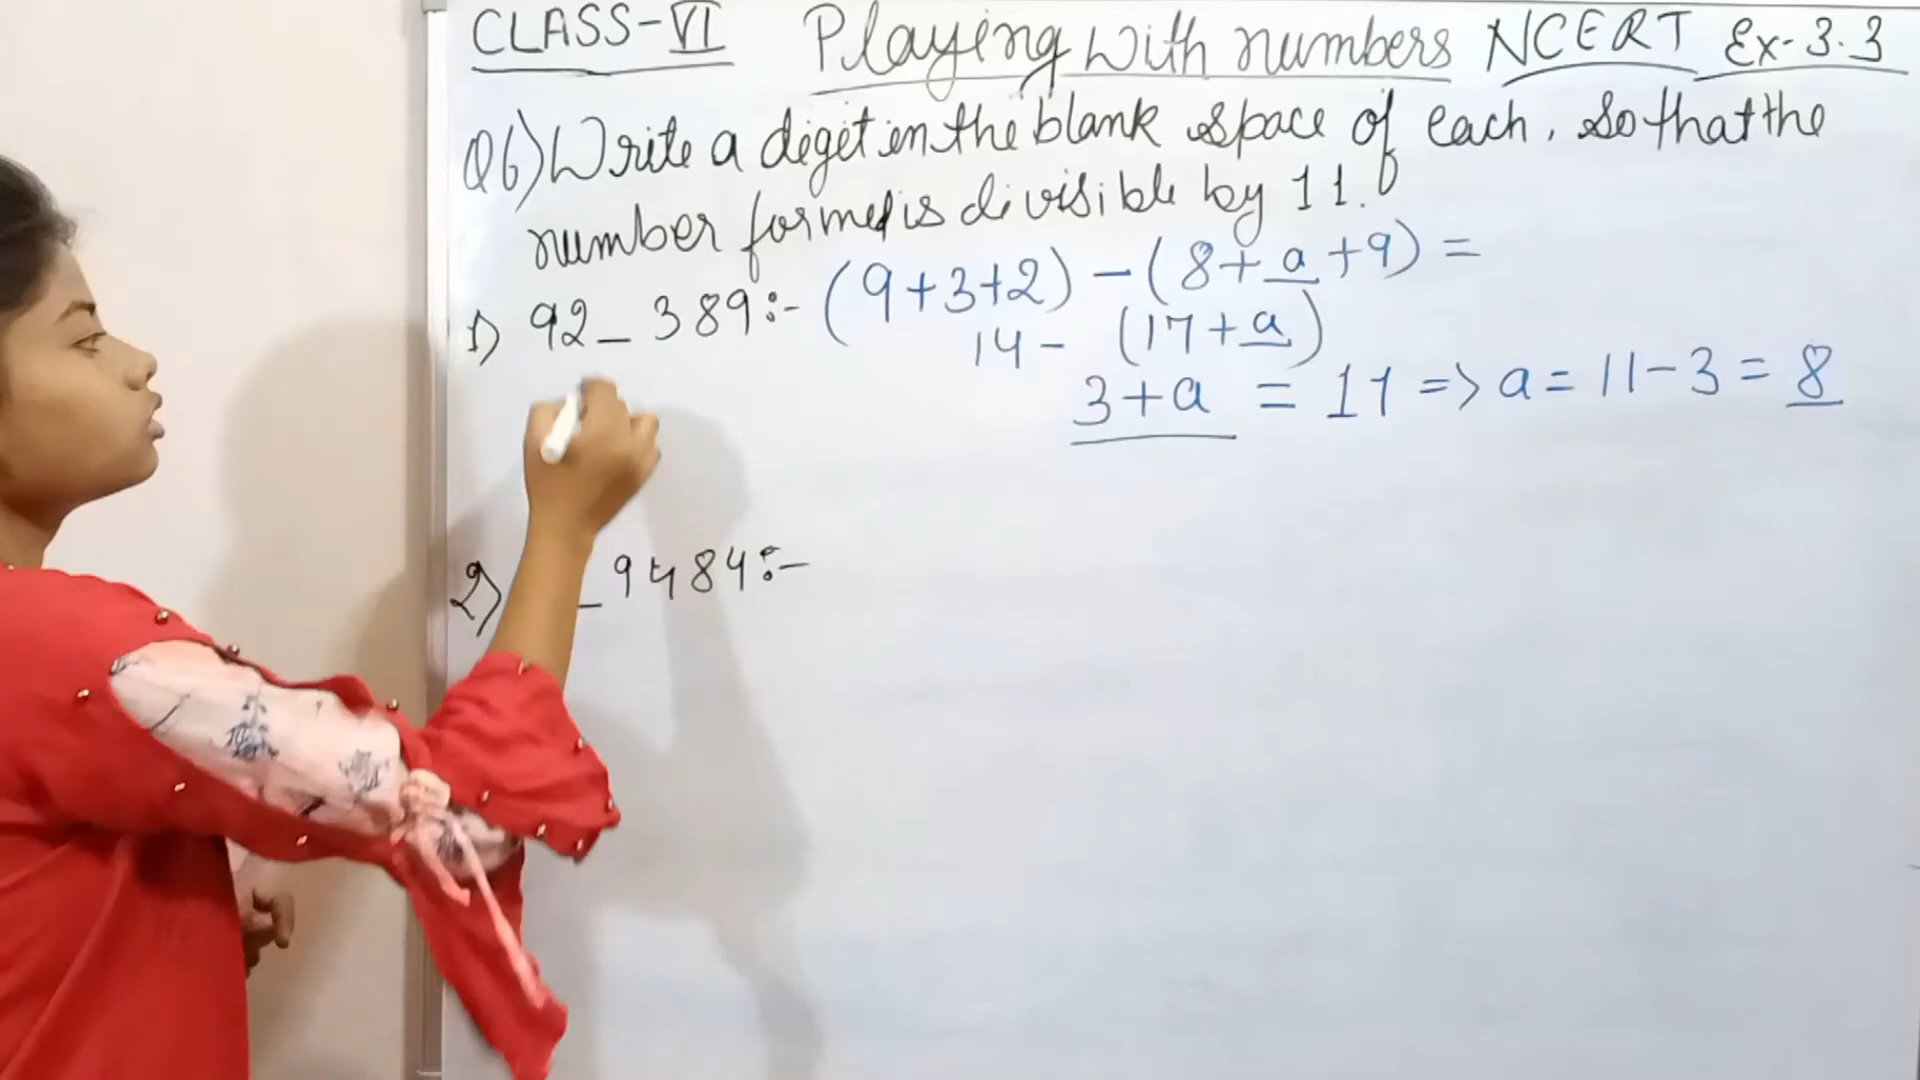 CLASS-VI Playing with numbers NCERT Ex-3.3
Q6) Write a diget in the blank space of each, So that the
number formed is divisible by 11.
1) 92_389:- (9+3+2) - (8+a+9) =
14- (17+a)
3+a = 11 => a = 11-3 = 8
2) _9484:-